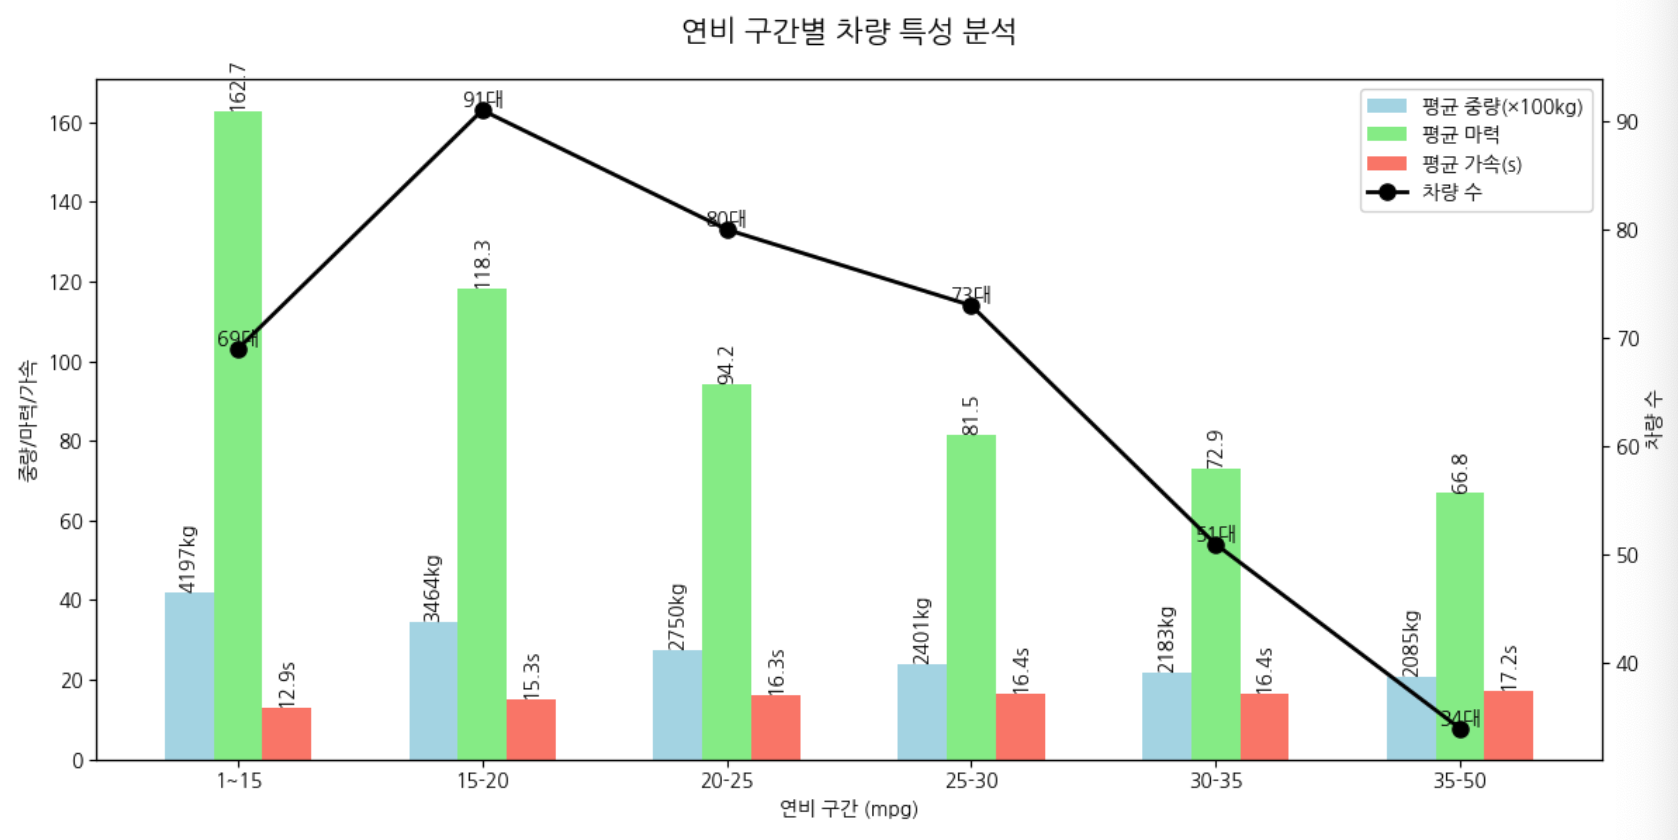 연비 구간별 차량 특성 분석
중량/마력/가속
160
140
120
100
80
60
40
20
0
4197kg
162.7
12.9s
69대
3464kg
118.3
15.3s
91대
2750kg
94.2
16.3s
80대
2401kg
81.5
16.4s
73대
2183kg
72.9
16.4s
51대
2085kg
66.8
17.2s
34대
평균 중량(×100kg)
평균 마력
평균 가속(s)
차량 수
90
80
70
60
50
40
차량 수
1~15
15-20
20-25
25-30
30-35
35-50
연비 구간 (mpg)